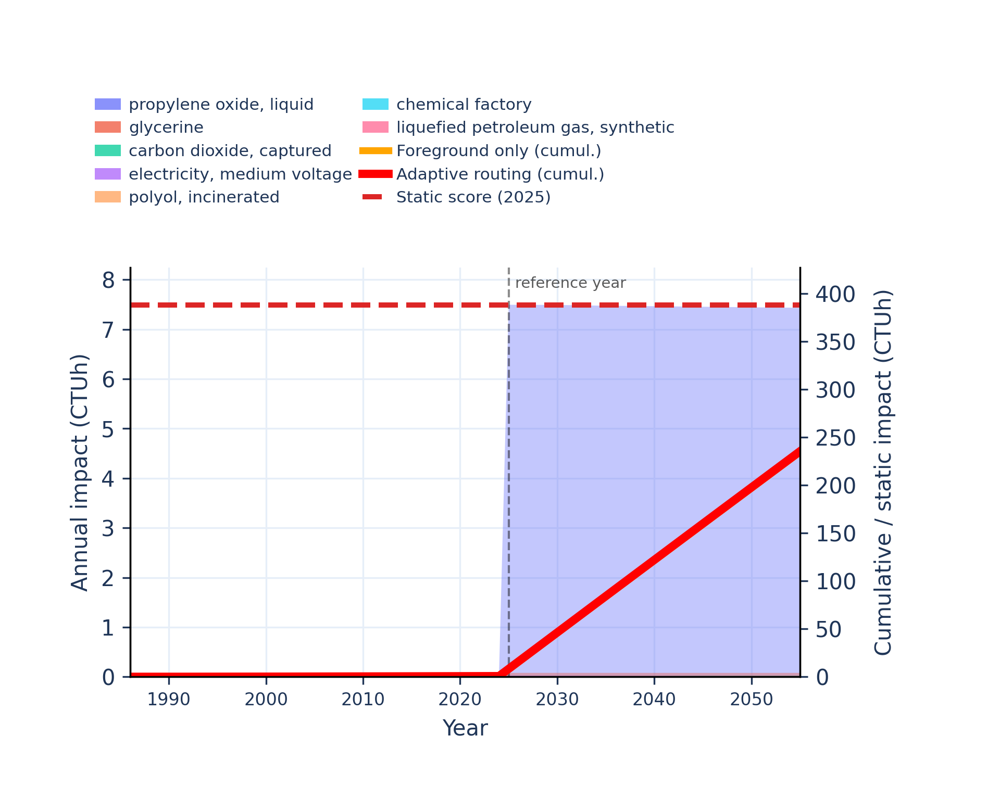 propylene oxide, liquid
glycerine
carbon dioxide, captured
electricity, medium voltage
polyol, incinerated
chemical factory
liquefied petroleum gas, synthetic
Foreground only (cumul.)
Adaptive routing (cumul.)
Static score (2025)
reference year
Annual impact (CTUh)
8
7
6
5
4
3
2
1
0
Cumulative / static impact (CTUh)
400
350
300
250
200
150
100
50
0
1990 2000 2010 2020 2030 2040 2050
Year